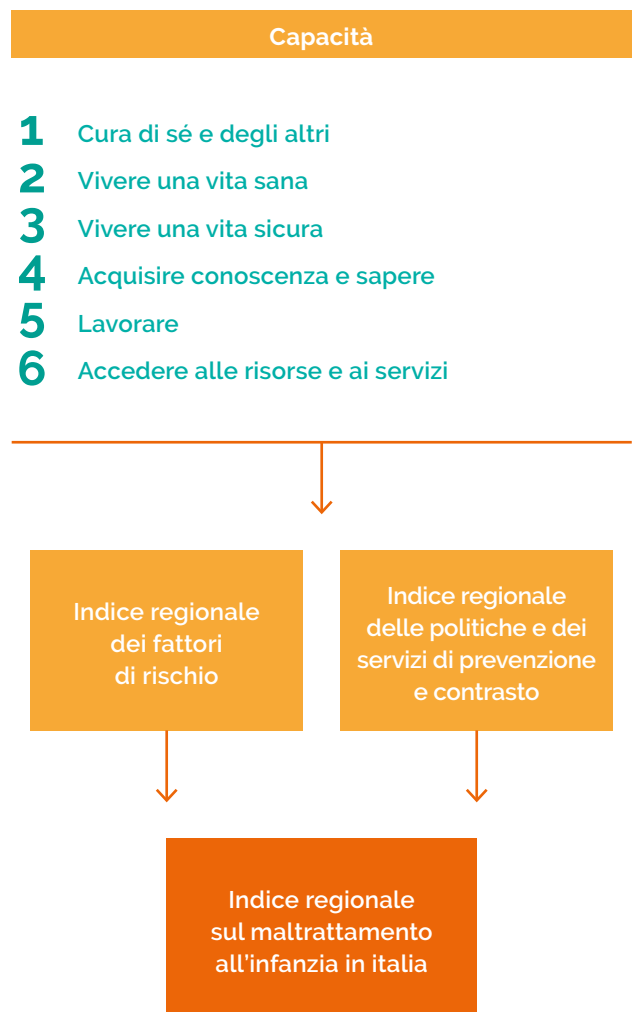 Capacità
1 Cura di sé e degli altri
2 Vivere una vita sana
3 Vivere una vita sicura
4 Acquisire conoscenza e sapere
5 Lavorare
6 Accedere alle risorse e ai servizi
Indice regionale
dei fattori
di rischio
Indice regionale
delle politiche e dei
servizi di prevenzione
e contrasto
Indice regionale
sul maltrattamento
all'infanzia in italia